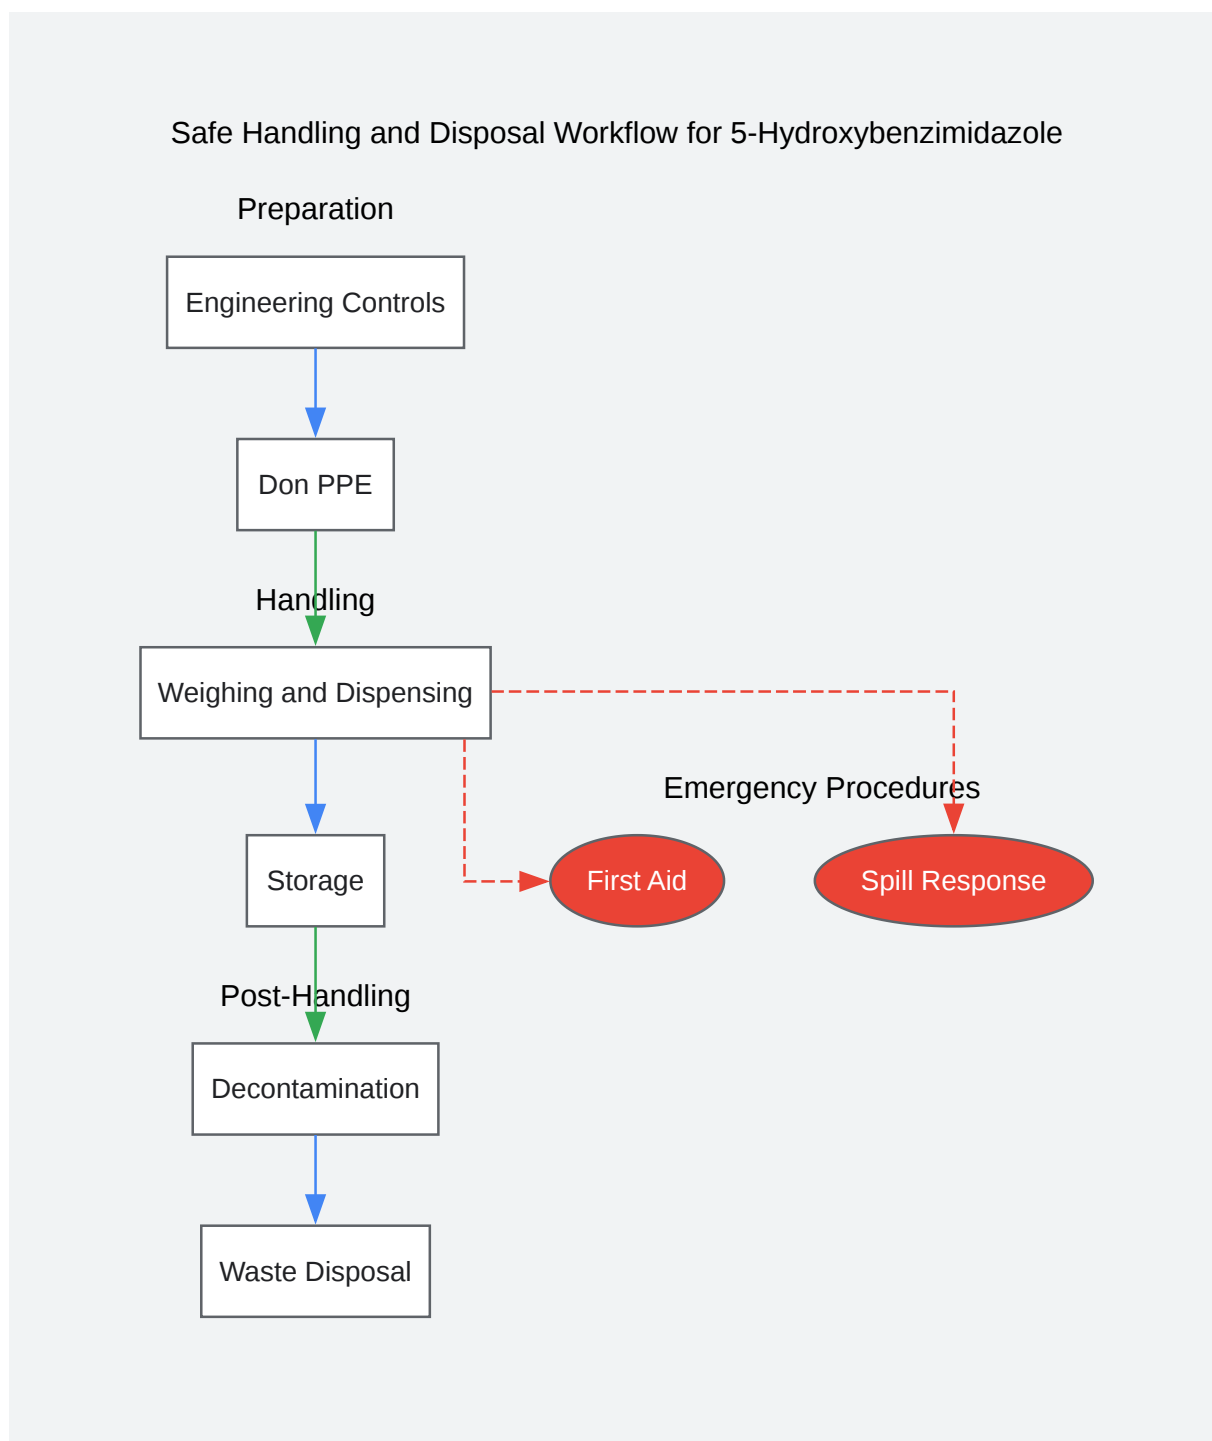 Safe Handling and Disposal Workflow for 5-Hydroxybenzimidazole
Preparation
Engineering Controls
Don PPE
Handling
Weighing and Dispensing
Emergency Procedures
Storage
First Aid
Spill Response
Post-Handling
Decontamination
Waste Disposal